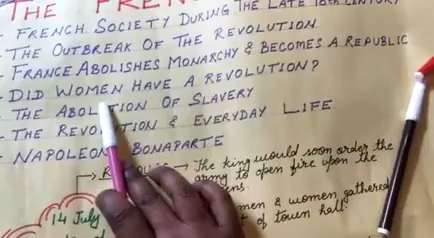 THE FRENCH
- FRENCH SOCIETY DURING THE LATE 18TH CENTURY
- THE OUTBREAK OF THE REVOLUTION
- FRANCE ABOLISHES MONARCHY & BECOMES A REPUBLIC
- DID WOMEN HAVE A REVOLUTION?
- THE ABOLITION OF SLAVERY
- THE REVOLUTION & EVERYDAY LIFE
- NAPOLEON BONAPARTE
The king would soon order the
army to open fire upon the
14 July
men & women gathered
of town hall.